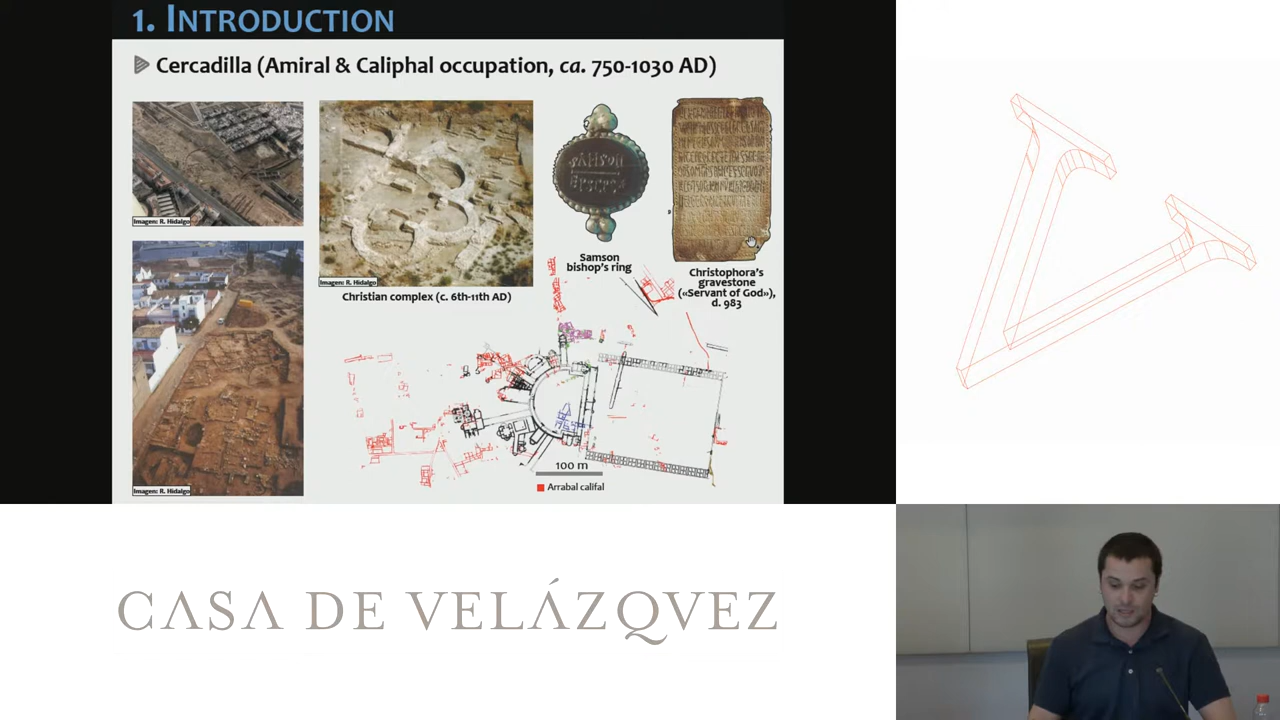 1. INTRODUCTION
Cercadilla (Amiral & Caliphal occupation, ca. 750-1030 AD)
Imagen: R. Hidalgo
Imagen: R. Hidalgo
Christian complex (c. 6th-11th AD)
SAMSON
Samson
bishop's ring
Christophora's
gravestone
(«Servant of God»),
d. 983
100 m
Arrabal califal
Imagen: R. Hidalgo
CASA DE VELÁZQVEZ